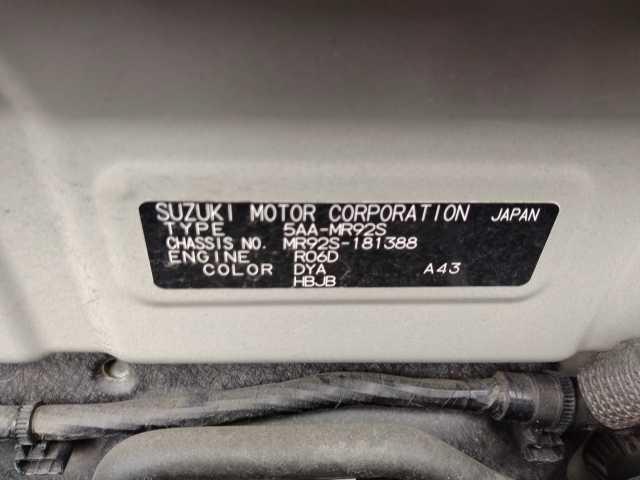 SUZUKI MOTOR CORPORATION JAPAN
TYPE 5AA-MR92S
CHASSIS NO. MR92S-181388
ENGINE R06D
COLOR DYA A43
HBJB